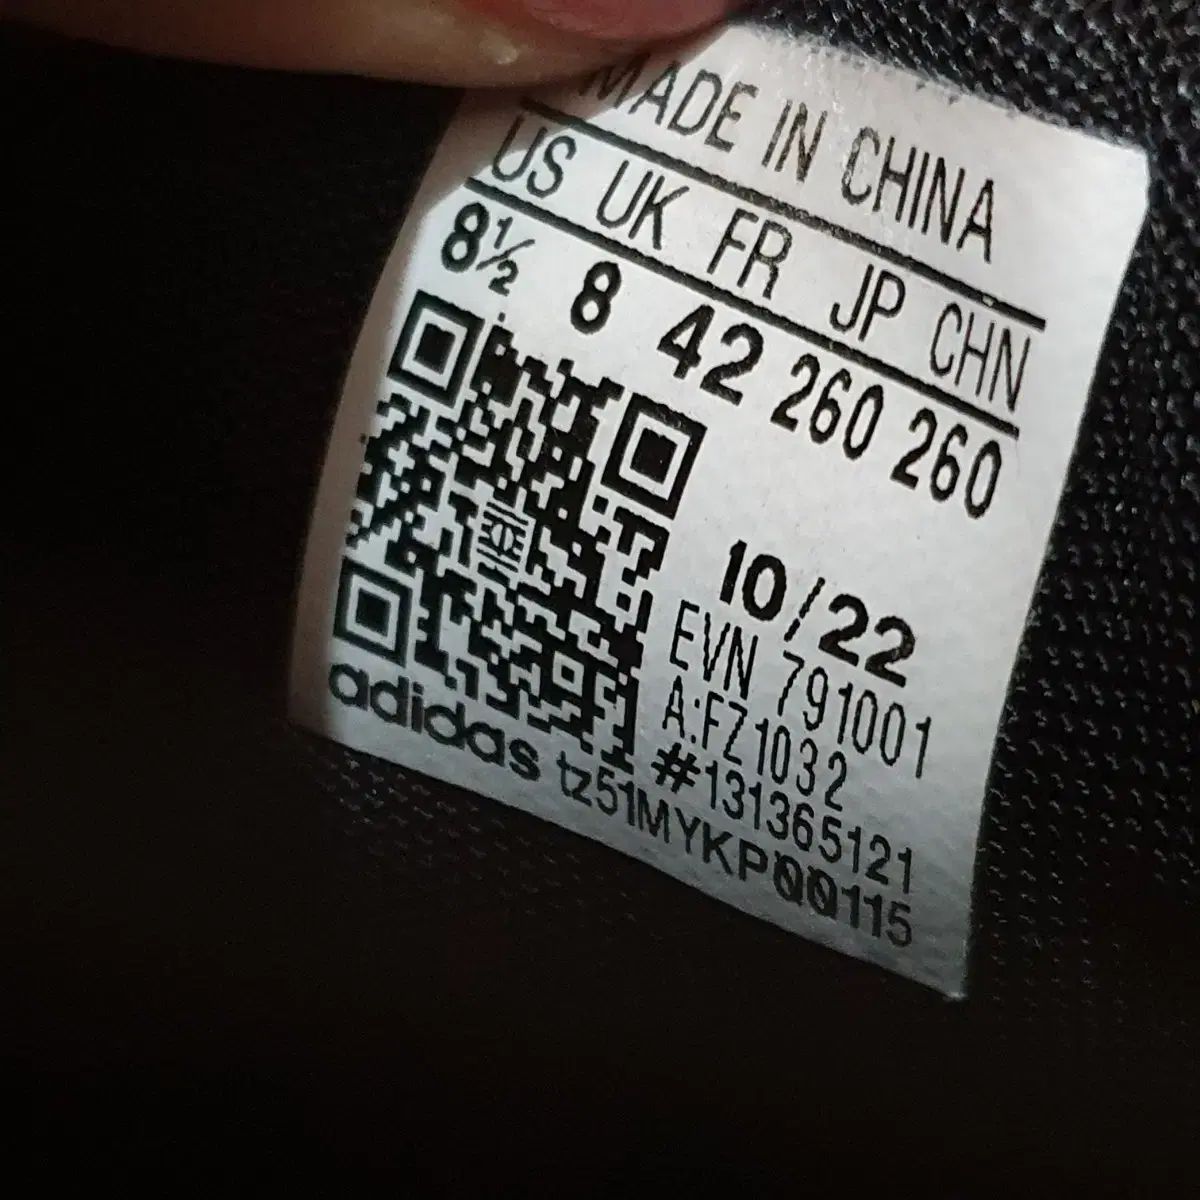 MADE IN CHINA
US UK FR JP CHN
8½ 8 42 260 260
10/22
EVN 791001
A:FZ1032
#131365121
adidas tz51MYKP00115